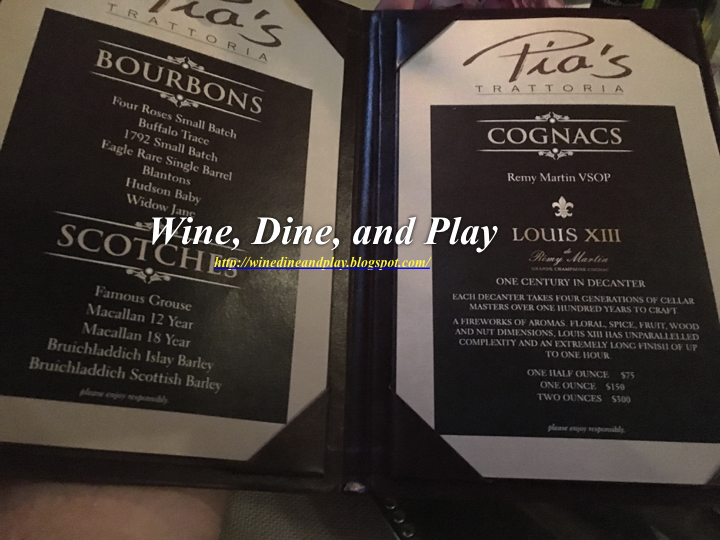 Pia's
TRATTORIA
BOURBONS
Four Roses Small Batch
Buffalo Trace
1792 Small Batch
Eagle Rare Single Barrel
Blantons
Hudson Baby
Widow Jane
SCOTCHES
Famous Grouse
Macallan 12 Year
Macallan 18 Year
Bruichladdich Islay Barley
Bruichladdich Scottish Barley
please enjoy responsibly.
Wine, Dine, and Play
http://winedineandplay.blogspot.com/
Pia's
TRATTORIA
COGNACS
Remy Martin VSOP
LOUIS XIII
de
Rémy Martin
GRANDE CHAMPAGNE COGNAC
ONE CENTURY IN DECANTER
EACH DECANTER TAKES FOUR GENERATIONS OF CELLAR
MASTERS OVER ONE HUNDRED YEARS TO CRAFT
A FIREWORKS OF AROMAS. FLORAL, SPICE, FRUIT, WOOD
AND NUT DIMENSIONS, LOUIS XIII HAS UNPARALLELLED
COMPLEXITY AND AN EXTREMELY LONG FINISH OF UP
TO ONE HOUR
ONE HALF OUNCE $75
ONE OUNCE $150
TWO OUNCES $300
please enjoy responsibly.